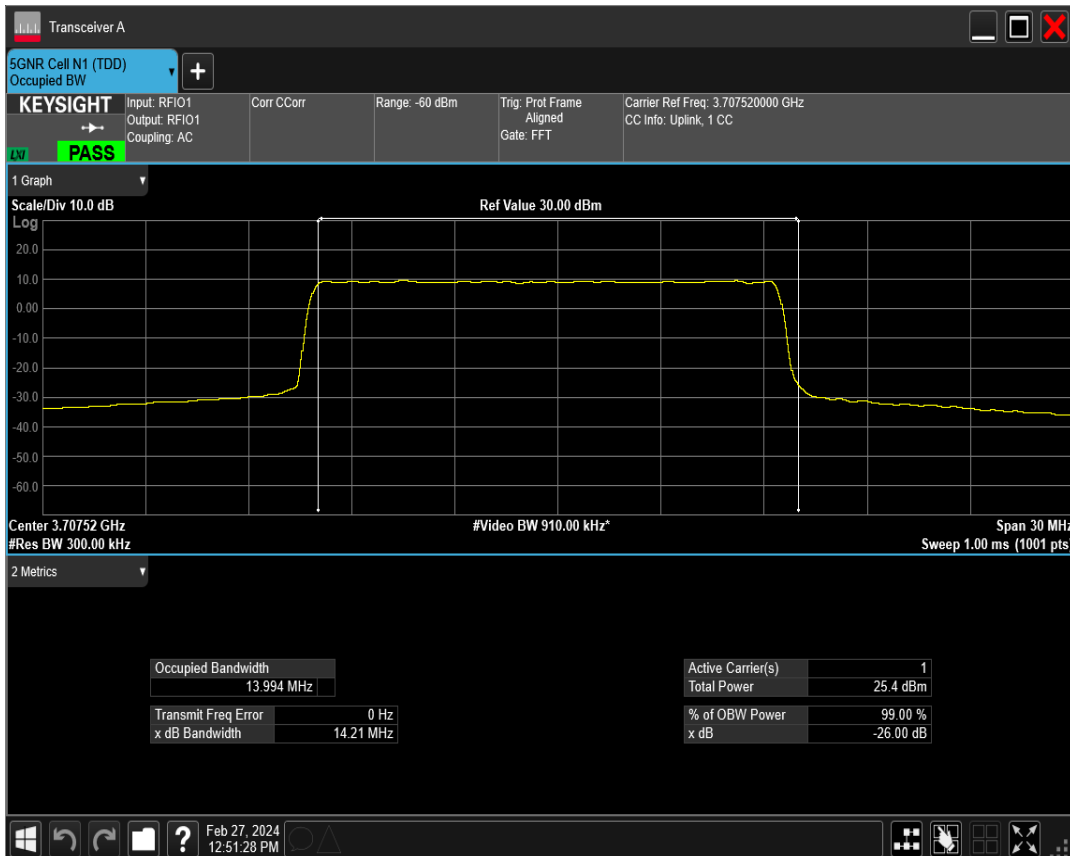 Transceiver A
5GNR Cell N1 (TDD)
Occupied BW
+
KEYSIGHT
LXI
PASS
Input: RFIO1
Output: RFIO1
Coupling: AC
Corr CCorr
Range: -60 dBm
Trig: Prot Frame
Aligned
Gate: FFT
Carrier Ref Freq: 3.707520000 GHz
CC Info: Uplink, 1 CC
1 Graph
Scale/Div 10.0 dB
Ref Value 30.00 dBm
Log
20.0
10.0
0.00
-10.0
-20.0
-30.0
-40.0
-50.0
-60.0
Center 3.70752 GHz
#Video BW 910.00 kHz*
Span 30 MHz
#Res BW 300.00 kHz
Sweep 1.00 ms (1001 pts)
2 Metrics
Occupied Bandwidth
13.994 MHz
Transmit Freq Error 0 Hz
x dB Bandwidth 14.21 MHz
Active Carrier(s) 1
Total Power 25.4 dBm
% of OBW Power 99.00 %
x dB -26.00 dB
?
Feb 27, 2024
12:51:28 PM